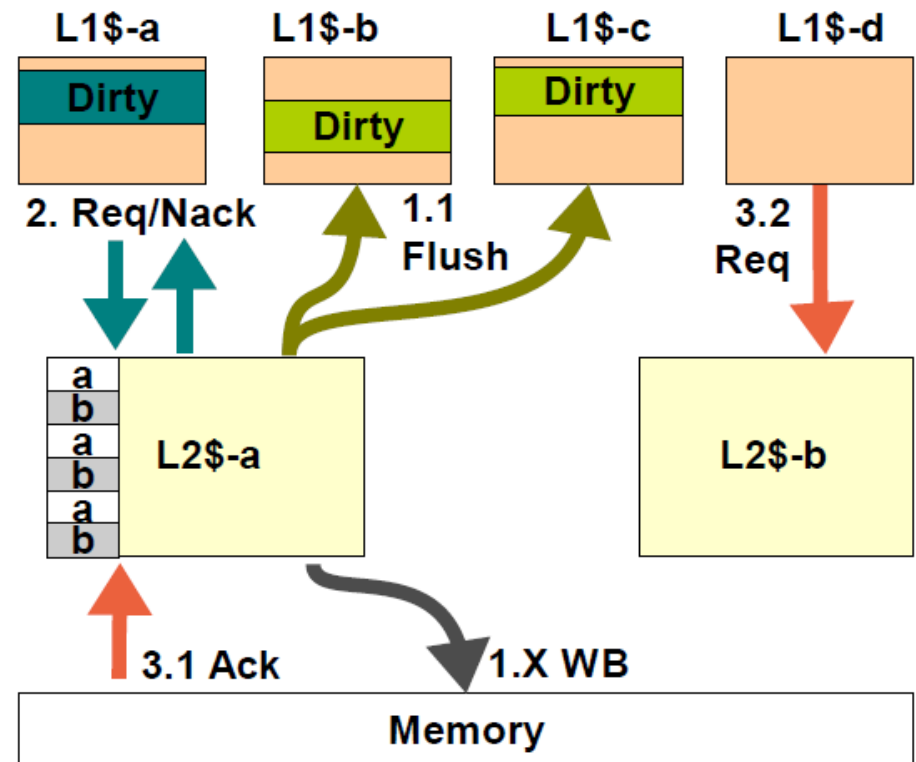 L1$-a L1$-b L1$-c L1$-d
Dirty Dirty Dirty
2. Req/Nack
1.1
Flush
3.2
Req
a
b
a
b
a
b
L2$-a
L2$-b
3.1 Ack
1.X WB
Memory